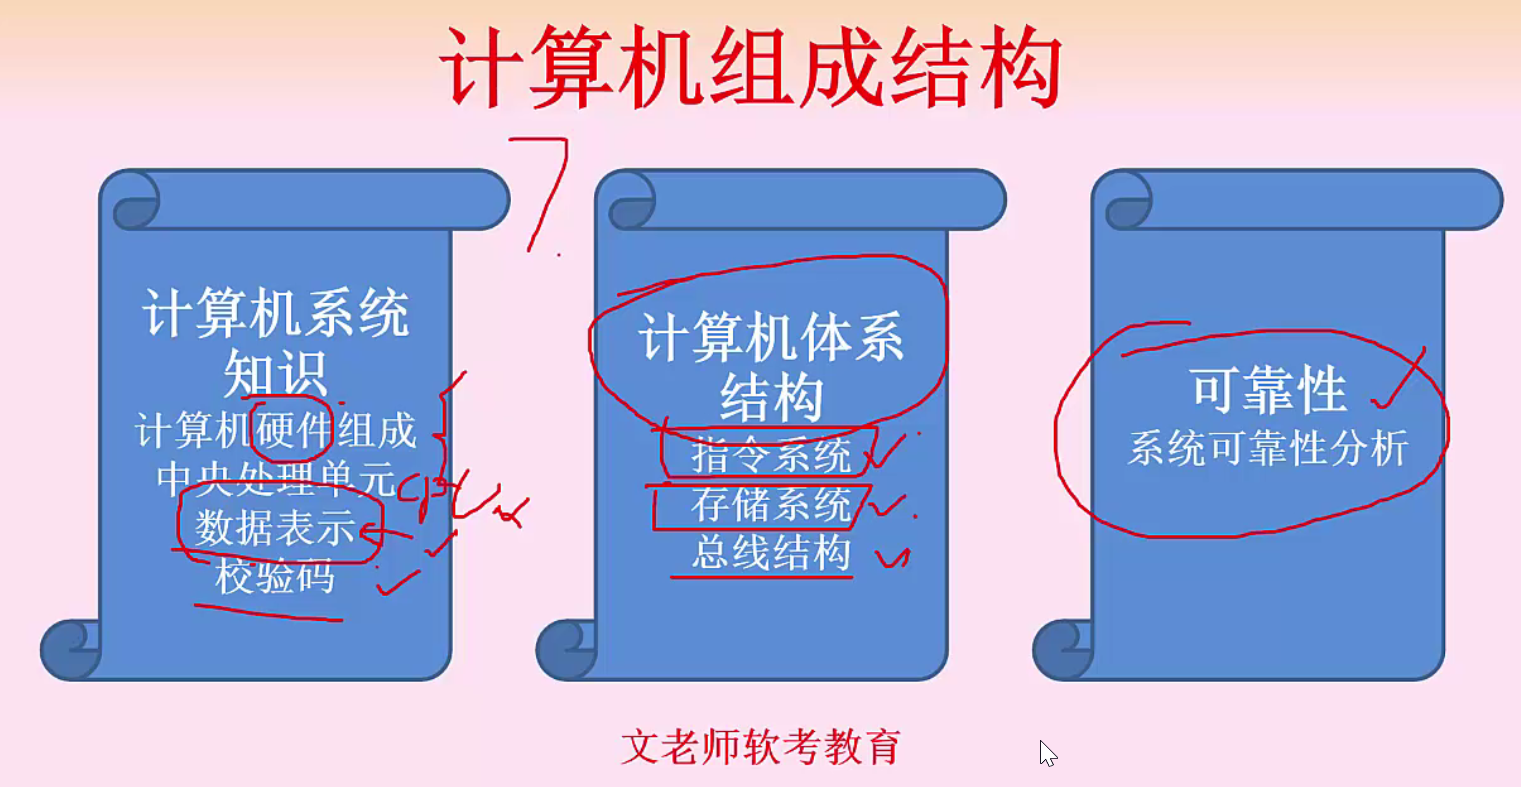 计算机组成结构
7.
计算机系统
知识
计算机硬件组成
中央处理单元
CPU
数据表示
校验码
计算机体系
结构
指令系统
存储系统
总线结构
可靠性
系统可靠性分析
文老师软考教育